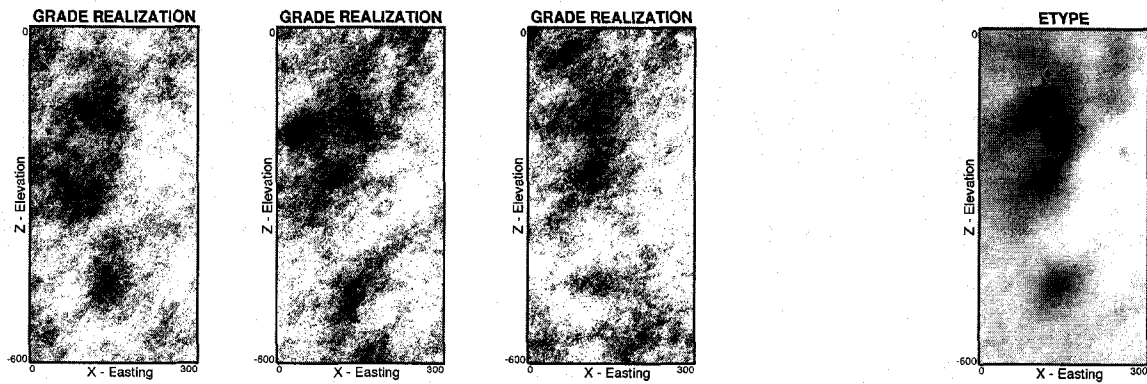 GRADE REALIZATION
GRADE REALIZATION
GRADE REALIZATION
ETYPE
0
0
0
0
Z - Elevation
Z - Elevation
Z - Elevation
Z - Elevation
-600
-600
-600
-600
0
X - Easting
300
0
X - Easting
300
0
X - Easting
300
0
X - Easting
300